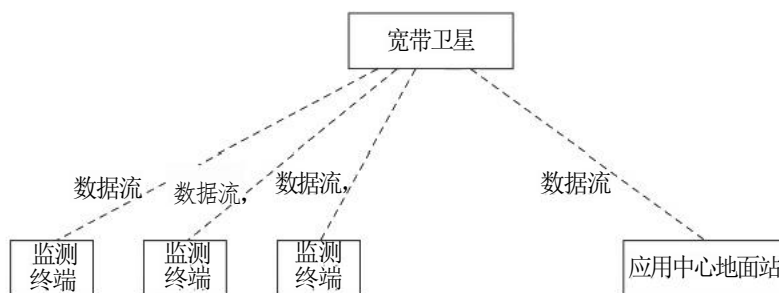 宽带卫星
数据流 数据流, 数据流, 数据流
监测终端 监测终端 监测终端 应用中心地面站